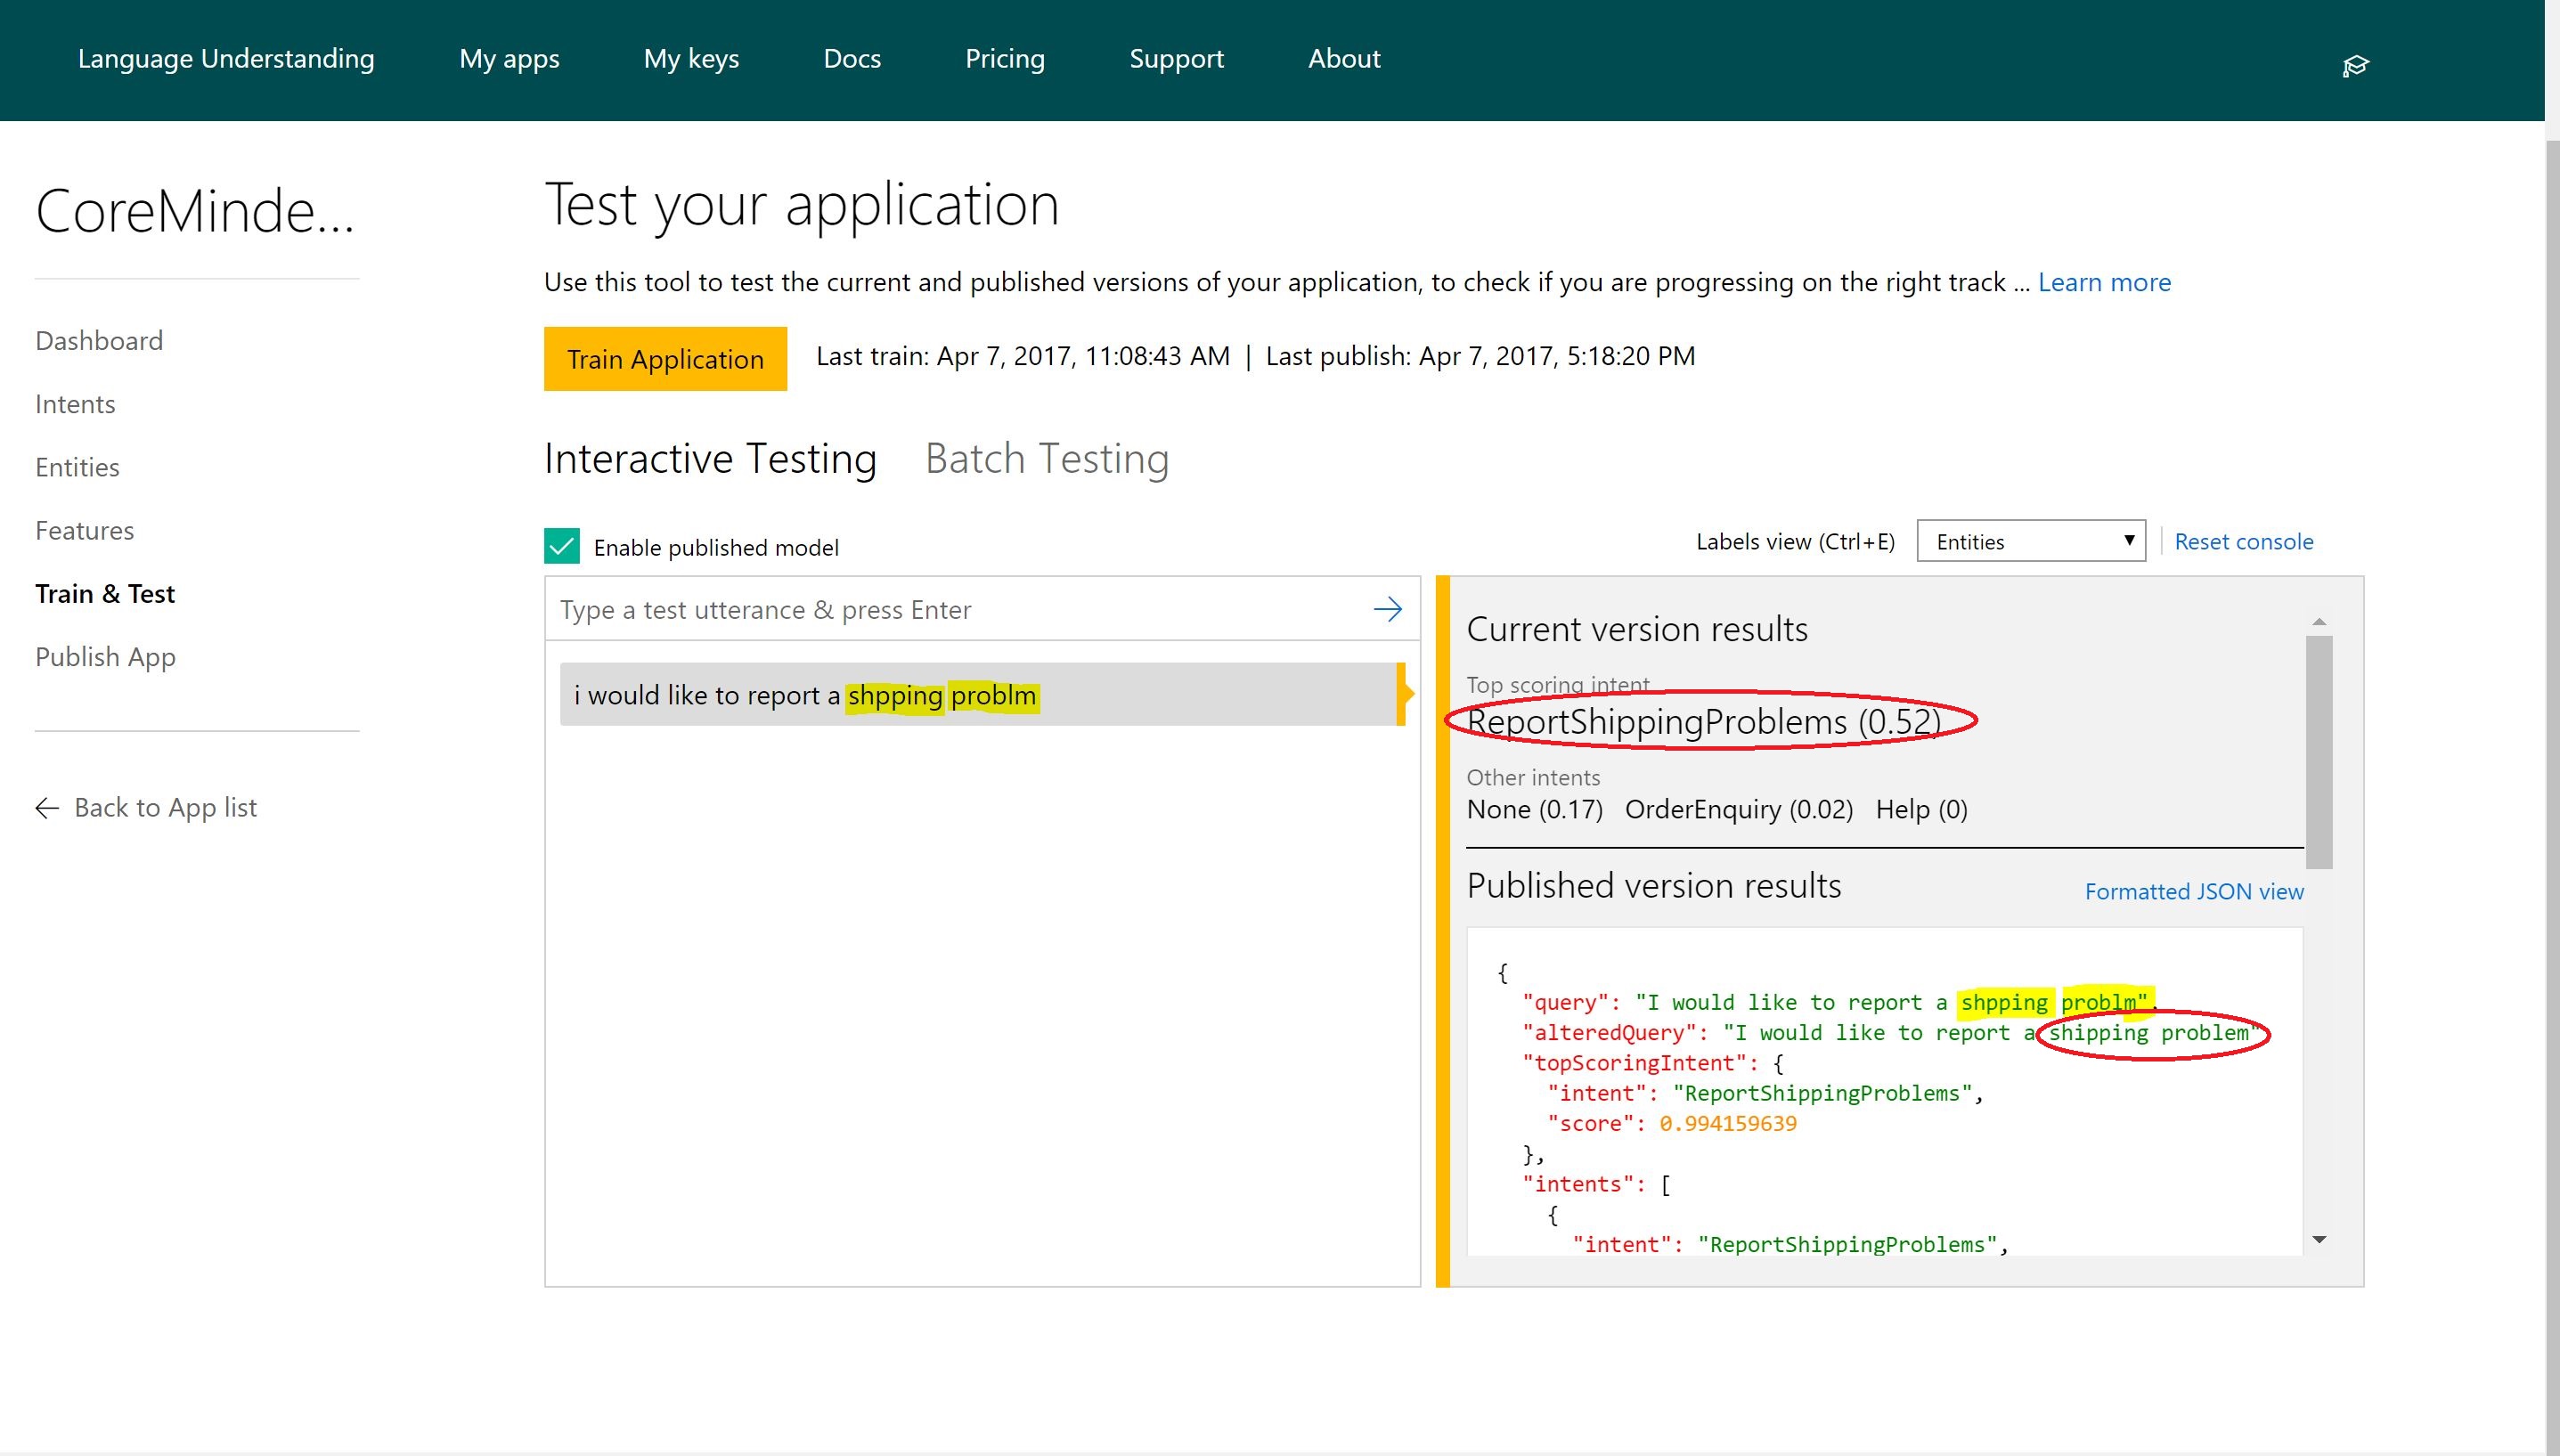 Language Understanding My apps My keys Docs Pricing Support About
CoreMinde...
Dashboard
Intents
Entities
Features
Train & Test
Publish App
Back to App list
Test your application
Use this tool to test the current and published versions of your application, to check if you are progressing on the right track ... Learn more
Train Application Last train: Apr 7, 2017, 11:08:43 AM | Last publish: Apr 7, 2017, 5:18:20 PM
Interactive Testing Batch Testing
Enable published model
Labels view (Ctrl+E) Entities Reset console
Type a test utterance & press Enter
i would like to report a shpping problm
Current version results
Top scoring intent
ReportShippingProblems (0.52)
Other intents
None (0.17) OrderEnquiry (0.02) Help (0)
Published version results Formatted JSON view
{
"query": "I would like to report a shpping problm",
"alteredQuery": "I would like to report a shipping problem"
"topScoringIntent": {
"intent": "ReportShippingProblems",
"score": 0.994159639
},
"intents": [
{
"intent": "ReportShippingProblems",